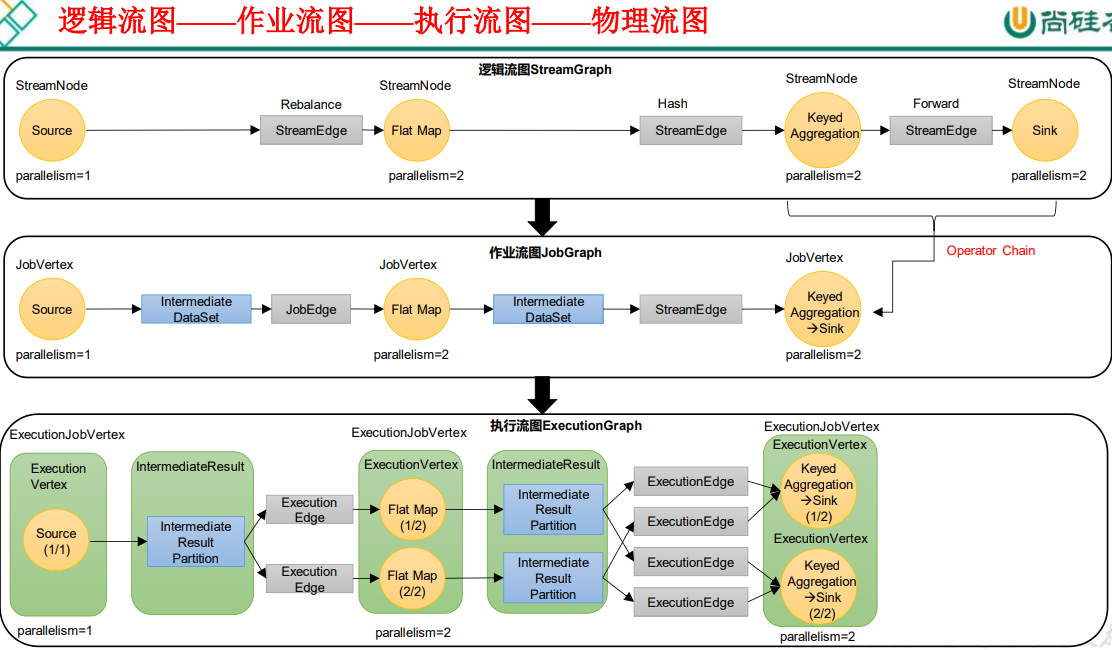 逻辑流图——作业流图——执行流图——物理流图
尚硅
逻辑流图StreamGraph
StreamNode
StreamNode
StreamNode
StreamNode
Rebalance
Hash
Forward
Source
StreamEdge
Flat Map
StreamEdge
Keyed
Aggregation
StreamEdge
Sink
parallelism=1
parallelism=2
parallelism=2
parallelism=2
作业流图JobGraph
Operator Chain
JobVertex
JobVertex
JobVertex
Source
Intermediate
DataSet
JobEdge
Flat Map
Intermediate
DataSet
StreamEdge
Keyed
Aggregation
→Sink
parallelism=1
parallelism=2
parallelism=2
执行流图ExecutionGraph
ExecutionJobVertex
ExecutionJobVertex
ExecutionJobVertex
Execution
Vertex
Source
(1/1)
parallelism=1
IntermediateResult
Intermediate
Result
Partition
Execution
Edge
Execution
Edge
ExecutionVertex
Flat Map
(1/2)
Flat Map
(2/2)
parallelism=2
IntermediateResult
Intermediate
Result
Partition
Intermediate
Result
Partition
ExecutionEdge
ExecutionEdge
ExecutionEdge
ExecutionEdge
ExecutionVertex
Keyed
Aggregation
→Sink
(1/2)
ExecutionVertex
Keyed
Aggregation
→Sink
(2/2)
parallelism=2